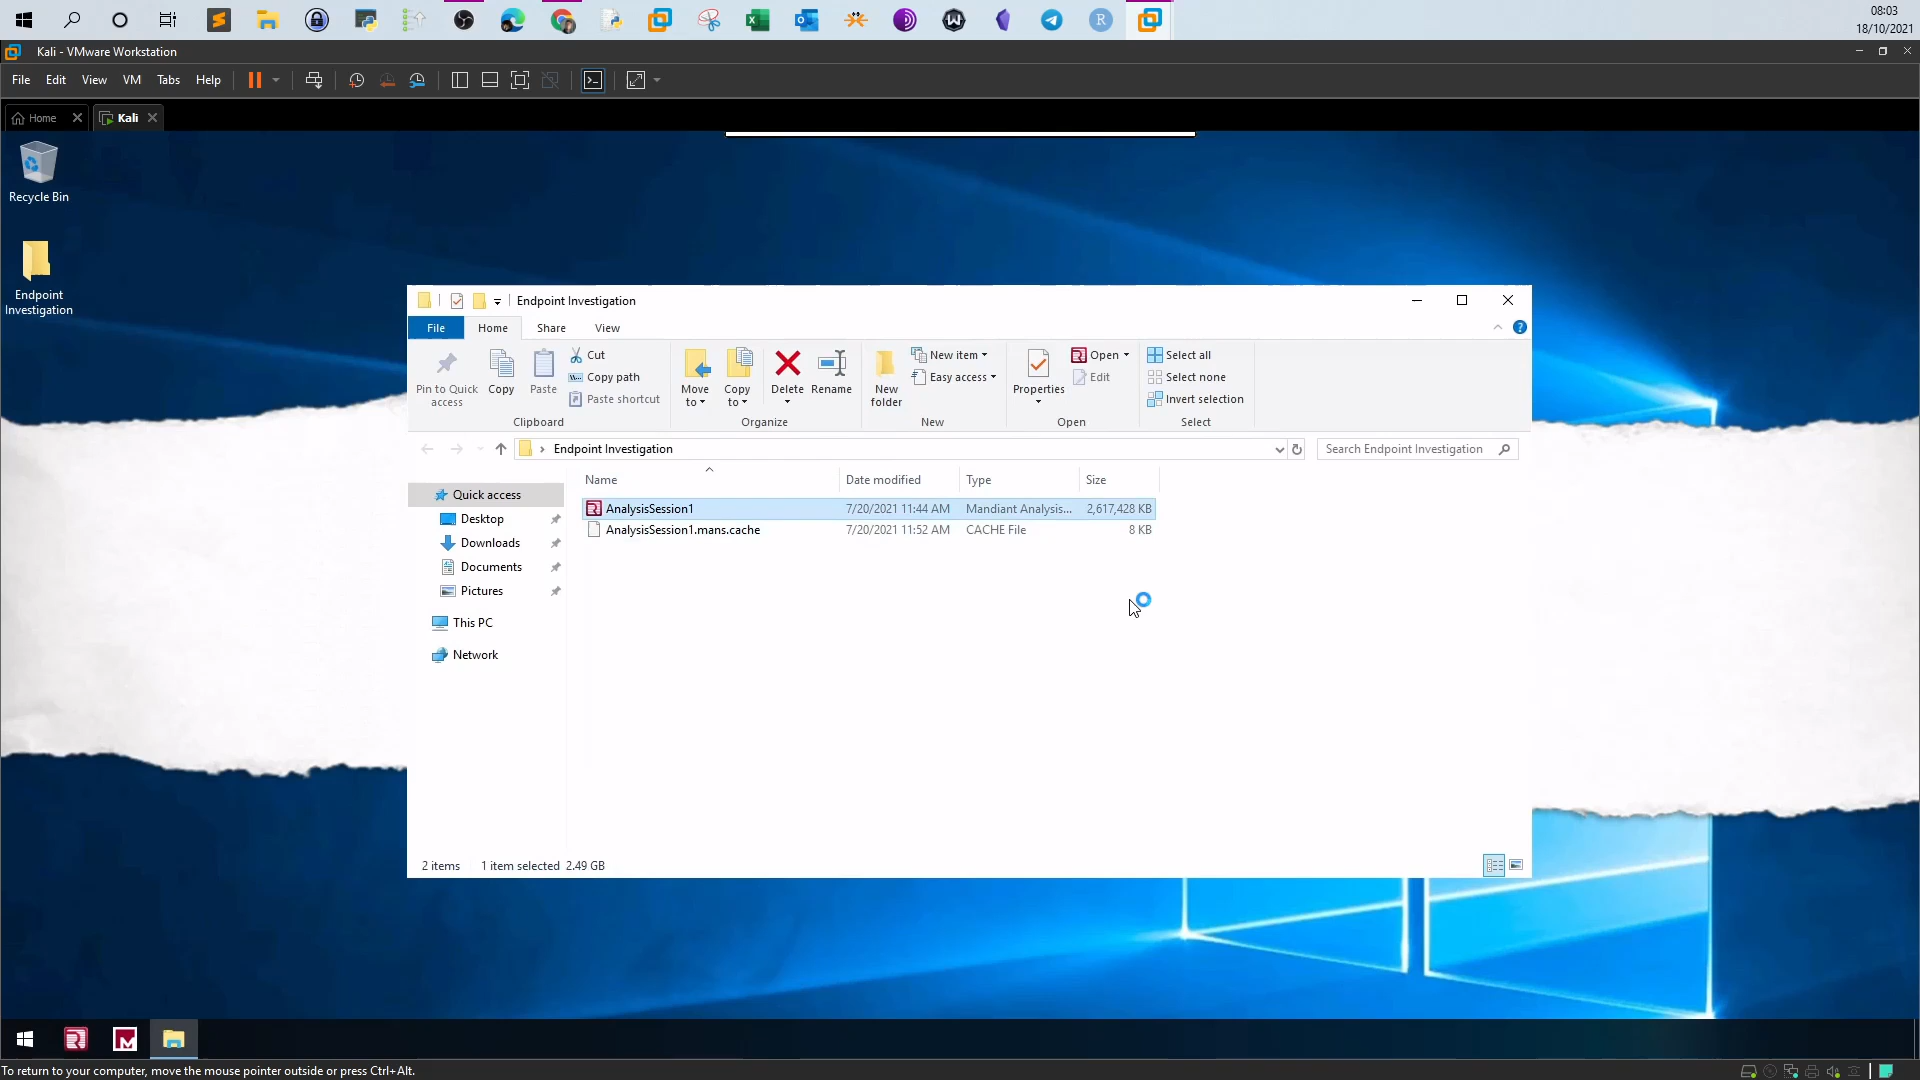 08:03
18/10/2021
Kali - VMware Workstation
File Edit View VM Tabs Help
Home
Kali
Recycle Bin
Endpoint
Investigation
Endpoint Investigation
File Home Share View
Pin to Quick
access
Copy
Paste
Cut
Copy path
Paste shortcut
Clipboard
Move
to
Copy
to
Delete
Rename
Organize
New
folder
New item
Easy access
New
Properties
Open
Edit
Open
Select all
Select none
Invert selection
Select
Endpoint Investigation
Search Endpoint Investigation
Name Date modified Type Size
AnalysisSession1 7/20/2021 11:44 AM Mandiant Analysis... 2,617,428 KB
AnalysisSession1.mans.cache 7/20/2021 11:52 AM CACHE File 8 KB
Quick access
Desktop
Downloads
Documents
Pictures
This PC
Network
2 items 1 item selected 2.49 GB
To return to your computer, move the mouse pointer outside or press Ctrl+Alt.